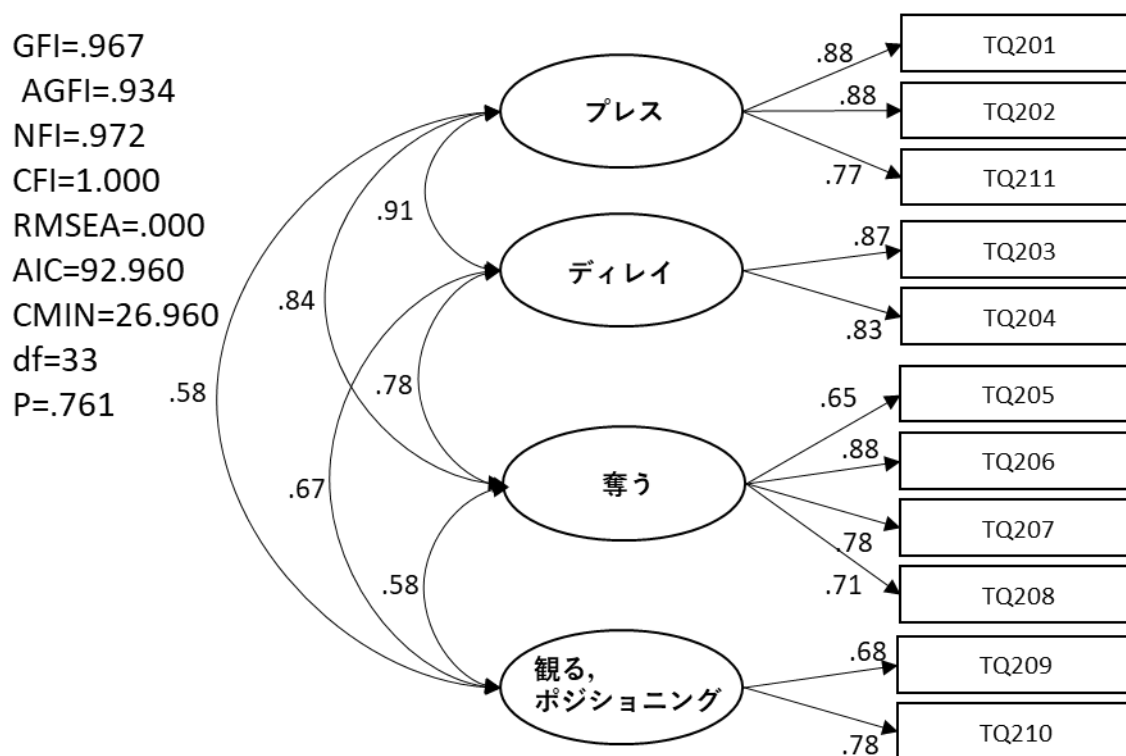 GFI=.967
AGFI=.934
NFI=.972
CFI=1.000
RMSEA=.000
AIC=92.960
CMIN=26.960
df=33
P=.761
プレス
ディレイ
奪う
観る,
ポジショニング
.91
.84
.78
.58
.67
.58
.88
.88
.77
.87
.83
.65
.88
.78
.71
.68
.78
TQ201
TQ202
TQ211
TQ203
TQ204
TQ205
TQ206
TQ207
TQ208
TQ209
TQ210